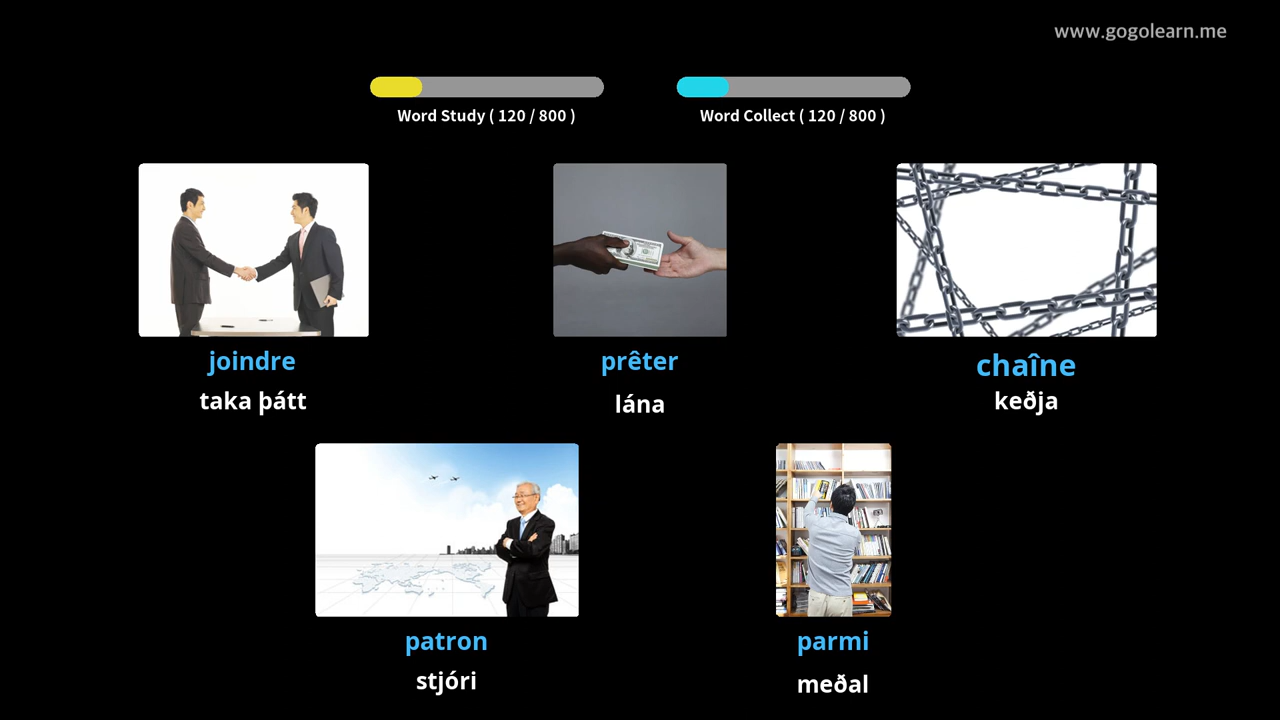 www.gogolearn.me
Word Study ( 120 / 800 )
Word Collect ( 120 / 800 )
joindre
taka þátt
prêter
lána
chaîne
keðja
patron
stjóri
parmi
meðal